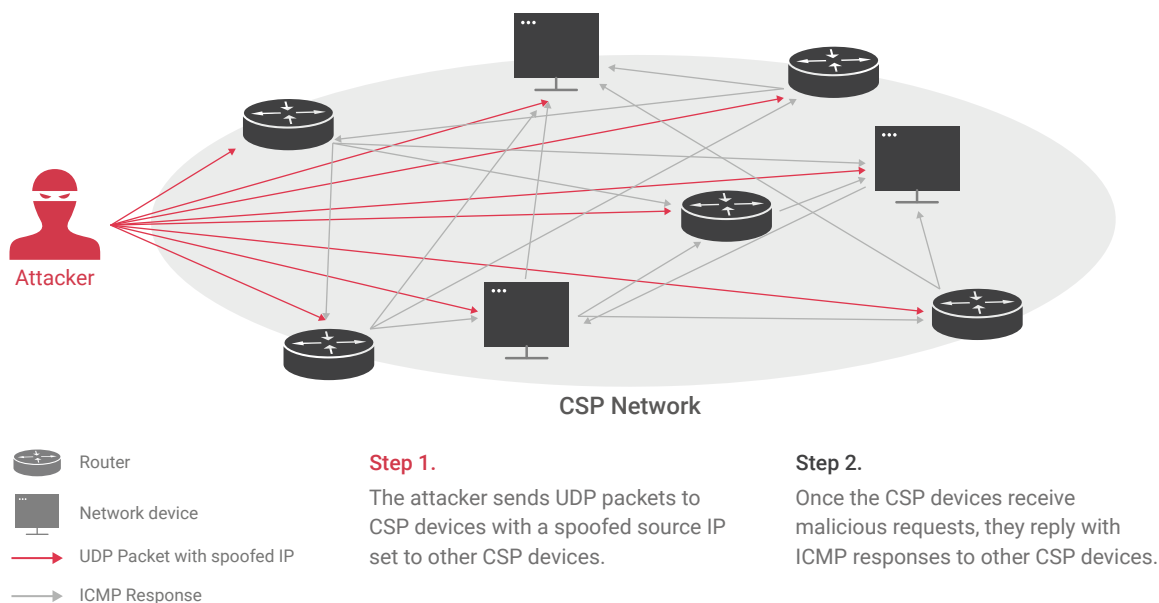 Attacker
CSP Network
Router
Network device
UDP Packet with spoofed IP
ICMP Response
Step 1.
The attacker sends UDP packets to
CSP devices with a spoofed source IP
set to other CSP devices.
Step 2.
Once the CSP devices receive
malicious requests, they reply with
ICMP responses to other CSP devices.